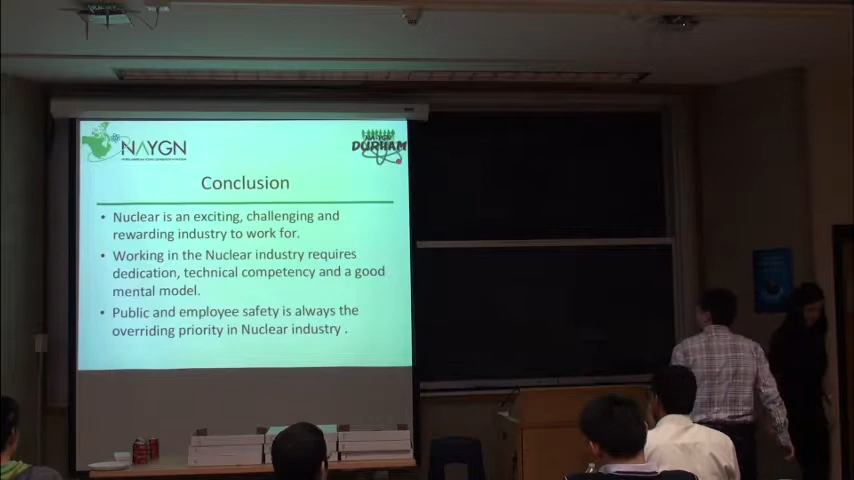 NAYGN
NA-YGN
DURHAM
Conclusion
• Nuclear is an exciting, challenging and
rewarding industry to work for.
• Working in the Nuclear industry requires
dedication, technical competency and a good
mental model.
• Public and employee safety is always the
overriding priority in Nuclear industry .